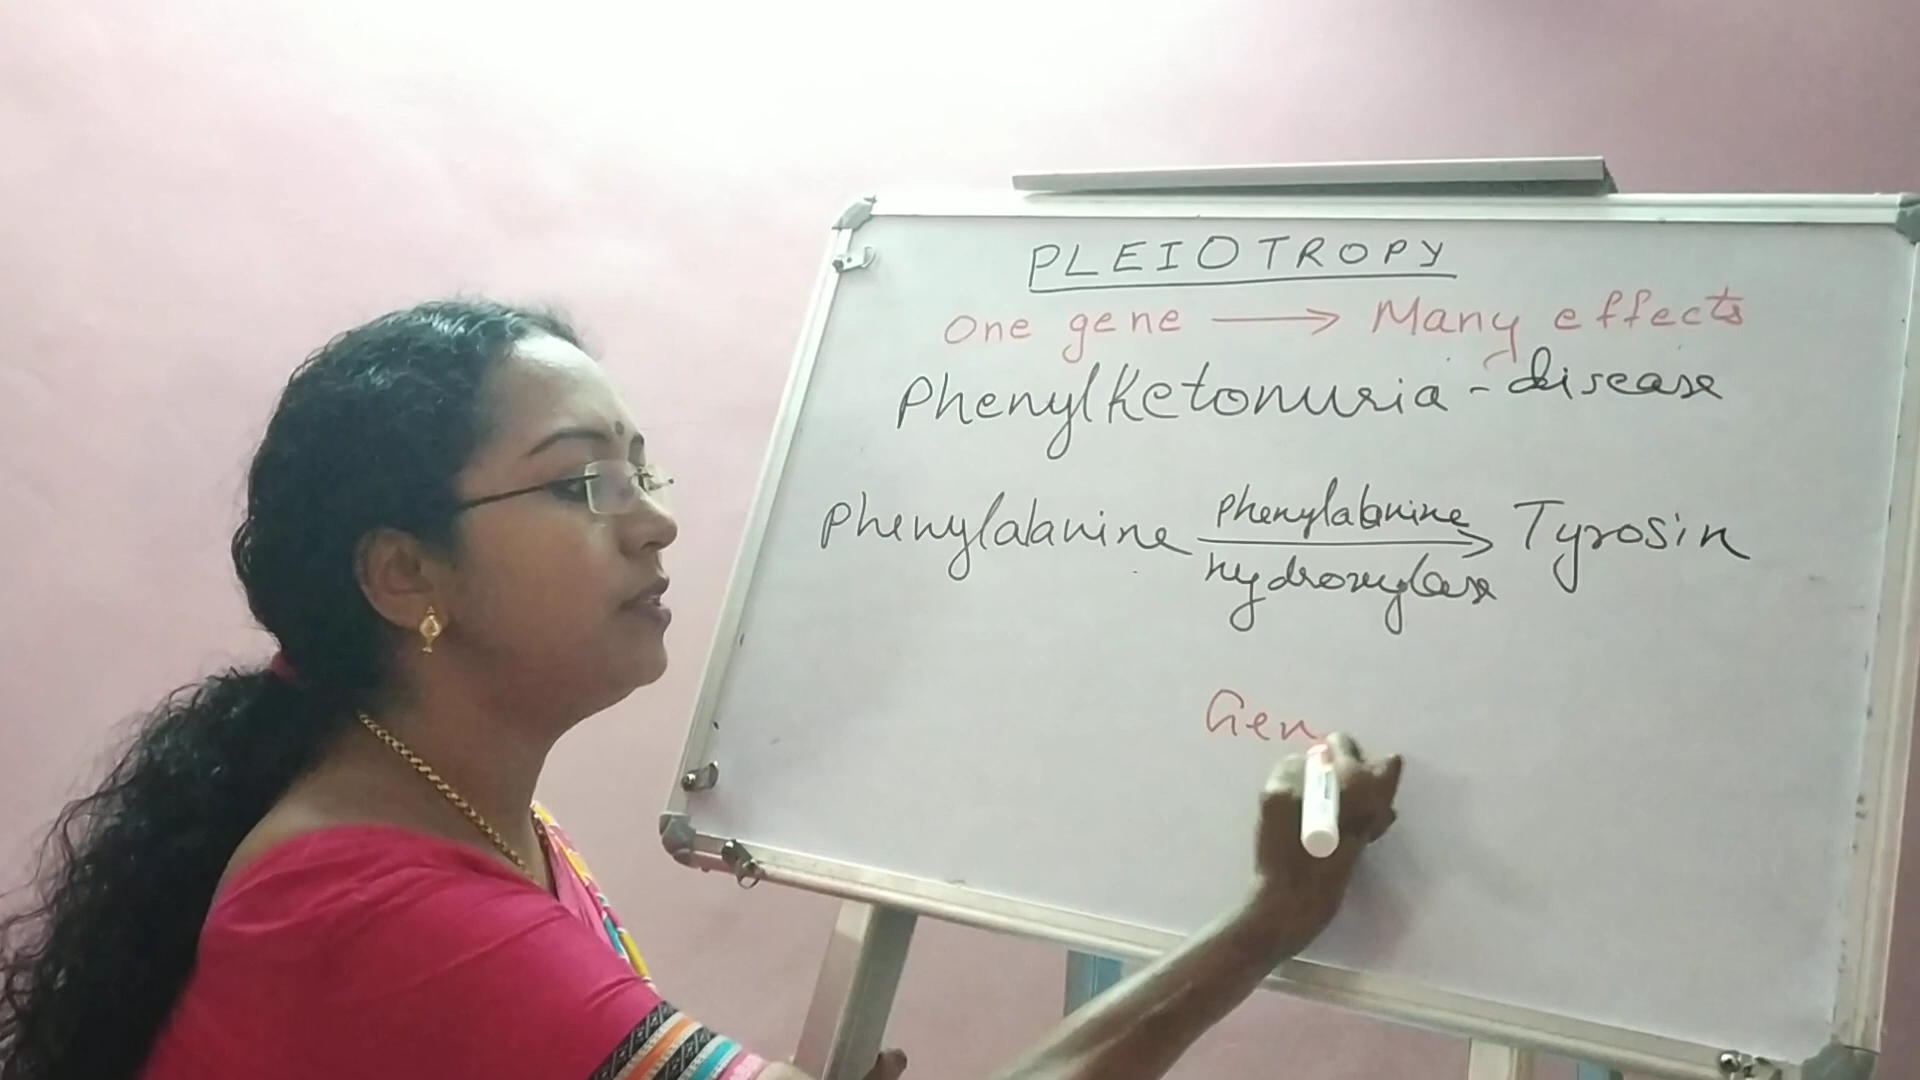 PLEIOTROPY
One gene → Many effects
Phenylketonuria - disease
Phenylalanine phenylalanine hydroxylase → Tyrosin
Gen